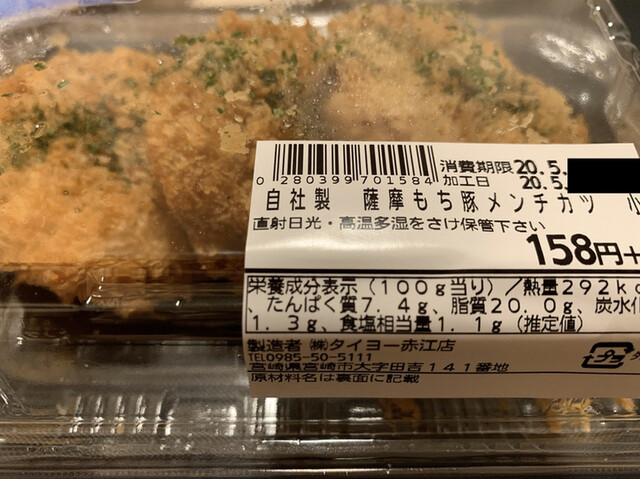 消費期限20.5.
0 280399 701584 加工日 20.5.
自社製 薩摩もち豚メンチカツ 小
直射日光・高温多湿をさけ保管下さい
158円+
栄養成分表示(100g当り)/熱量292kc
、たんぱく質7.4g、脂質20.0g、炭水化
1.3g、食塩相当量1.1g(推定値)
製造者 ㈱タイヨー赤江店
TEL0985-50-5111
宮崎県宮崎市大字田吉141番地
原材料名は裏面に記載
プラ